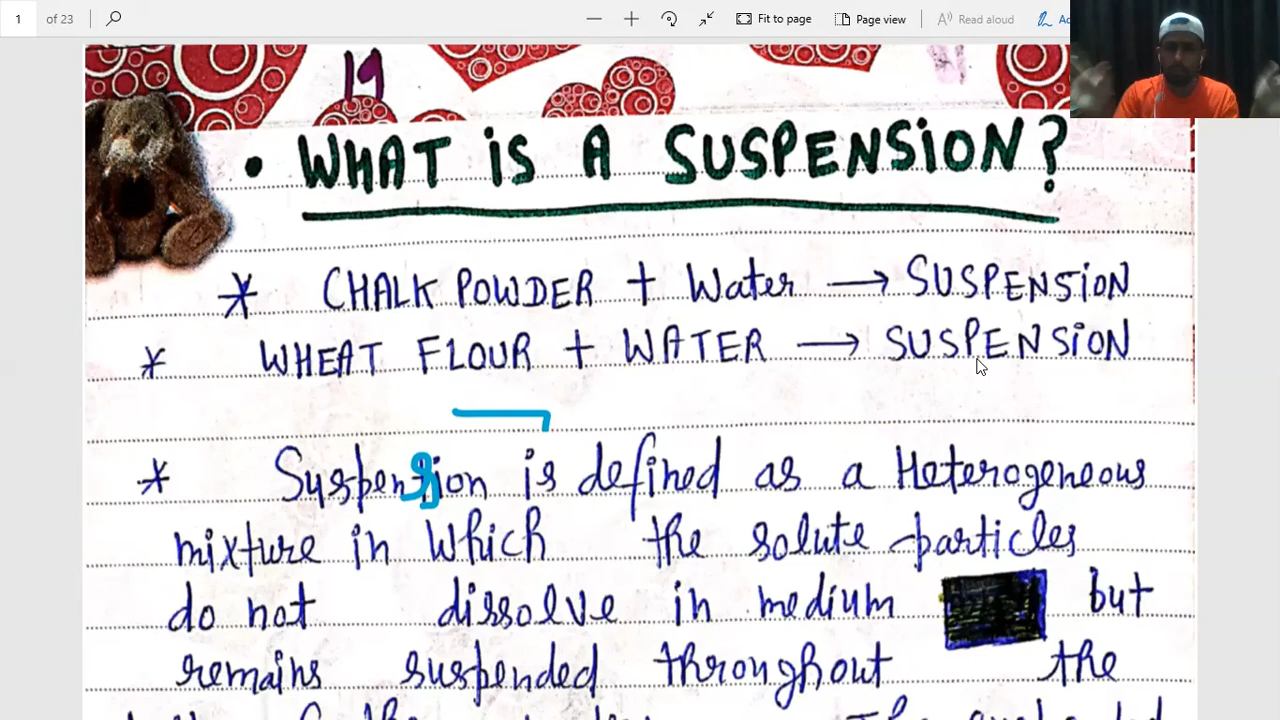 1 of 23 Fit to page Page view Read aloud
19
• WHAT iS A SUSPENSiON?
* CHALK POWDER + Water → SUSPENSiON
* WHEAT FLOUR + WATER → SUSPENSiON
* Suspension is defined as a Heterogeneous
mixture in which the solute particles
do not dissolve in medium but
remains suspended throughout the